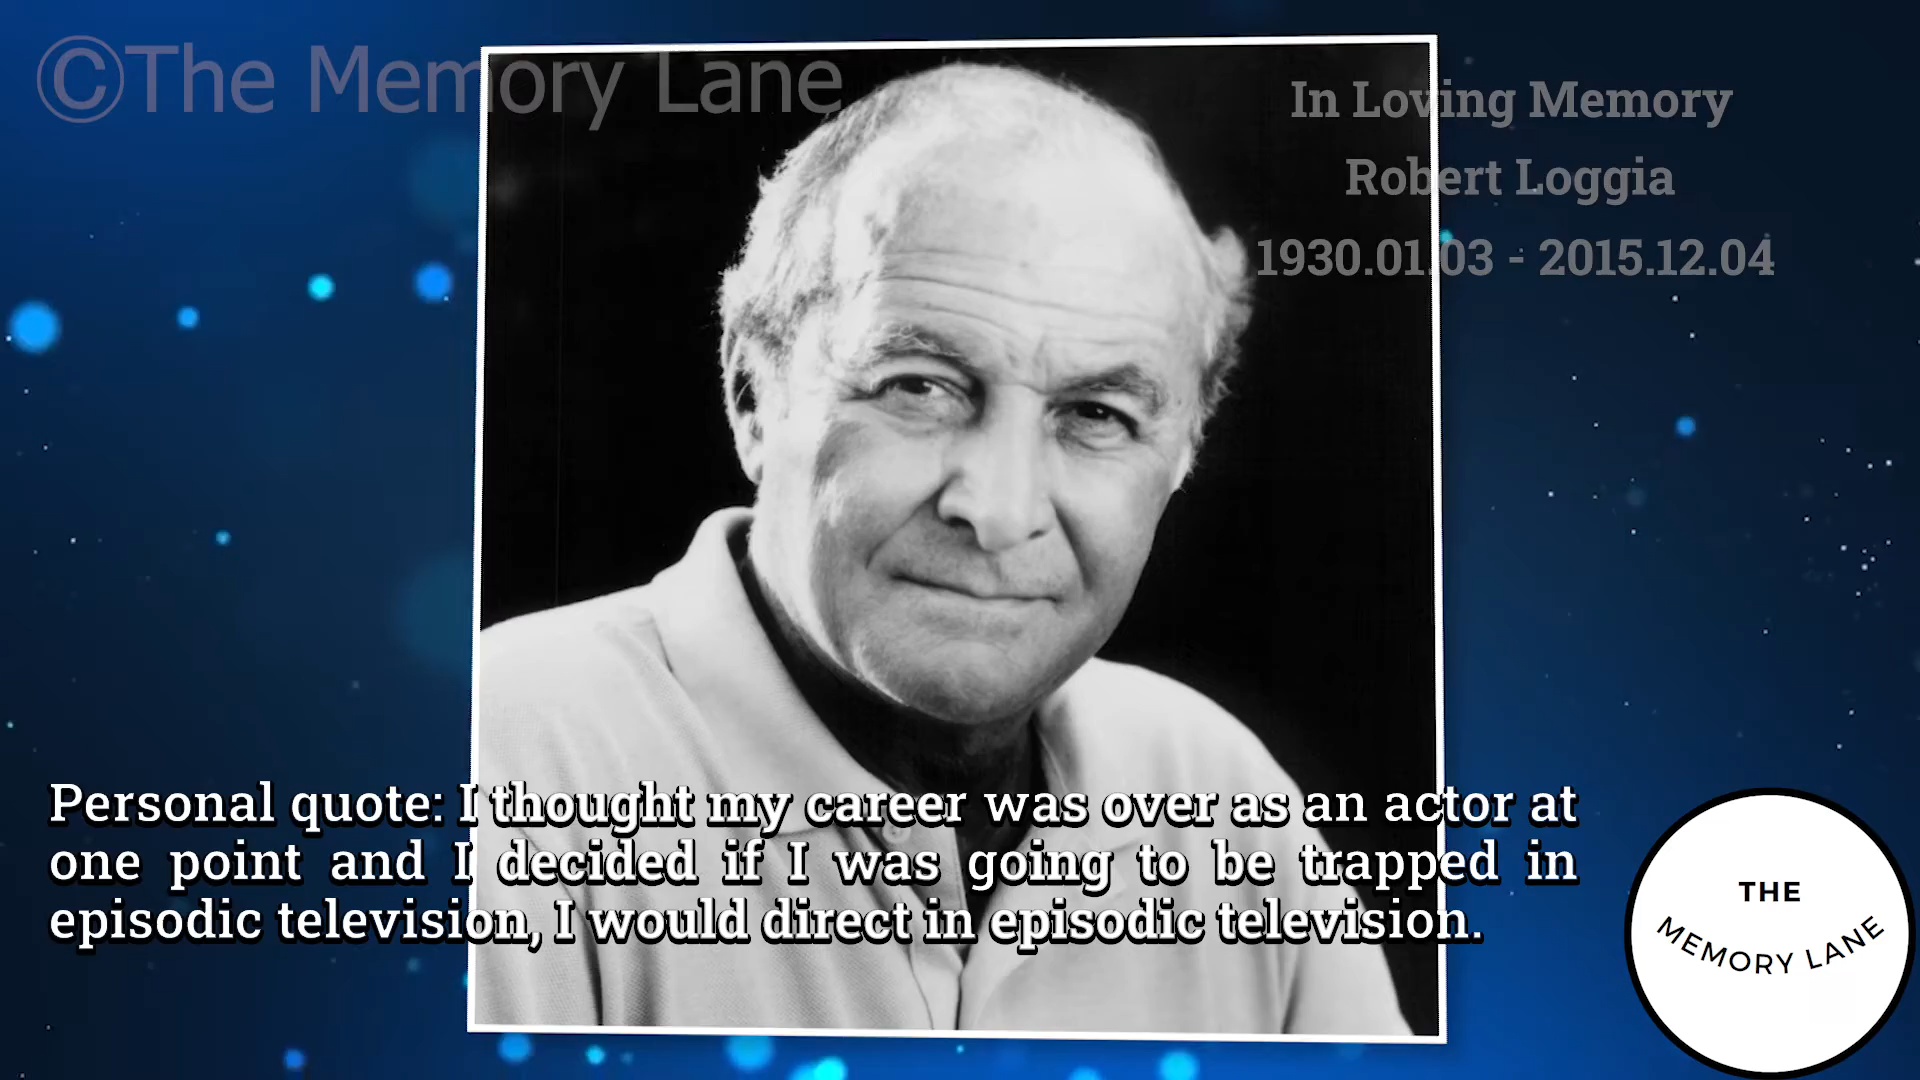 ©The Memory Lane
In Loving Memory
Robert Loggia
1930.01.03 - 2015.12.04
Personal quote: I thought my career was over as an actor at
one point and I decided if I was going to be trapped in
episodic television, I would direct in episodic television.
THE
MEMORY LANE